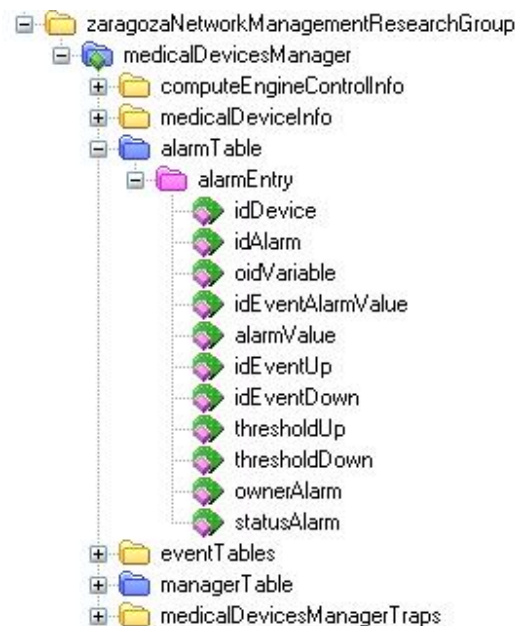 zaragozaNetworkManagementResearchGroup
medicalDevicesManager
computeEngineControlInfo
medicalDeviceInfo
alarmTable
alarmEntry
idDevice
idAlarm
oidVariable
idEventAlarmValue
alarmValue
idEventUp
idEventDown
thresholdUp
thresholdDown
ownerAlarm
statusAlarm
eventTables
managerTable
medicalDevicesManagerTraps